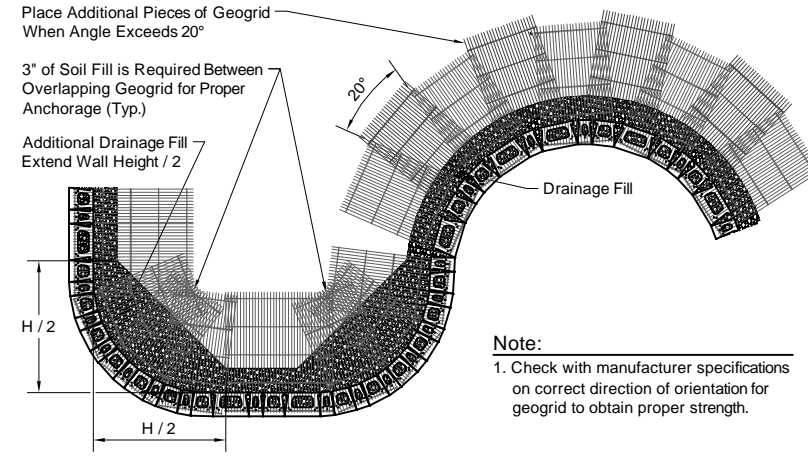 Place Additional Pieces of Geogrid
When Angle Exceeds 20°
3" of Soil Fill is Required Between
Overlapping Geogrid for Proper
Anchorage (Typ.)
Additional Drainage Fill
Extend Wall Height / 2
20°
Drainage Fill
H / 2
H / 2
Note:
1. Check with manufacturer specifications
on correct direction of orientation for
geogrid to obtain proper strength.